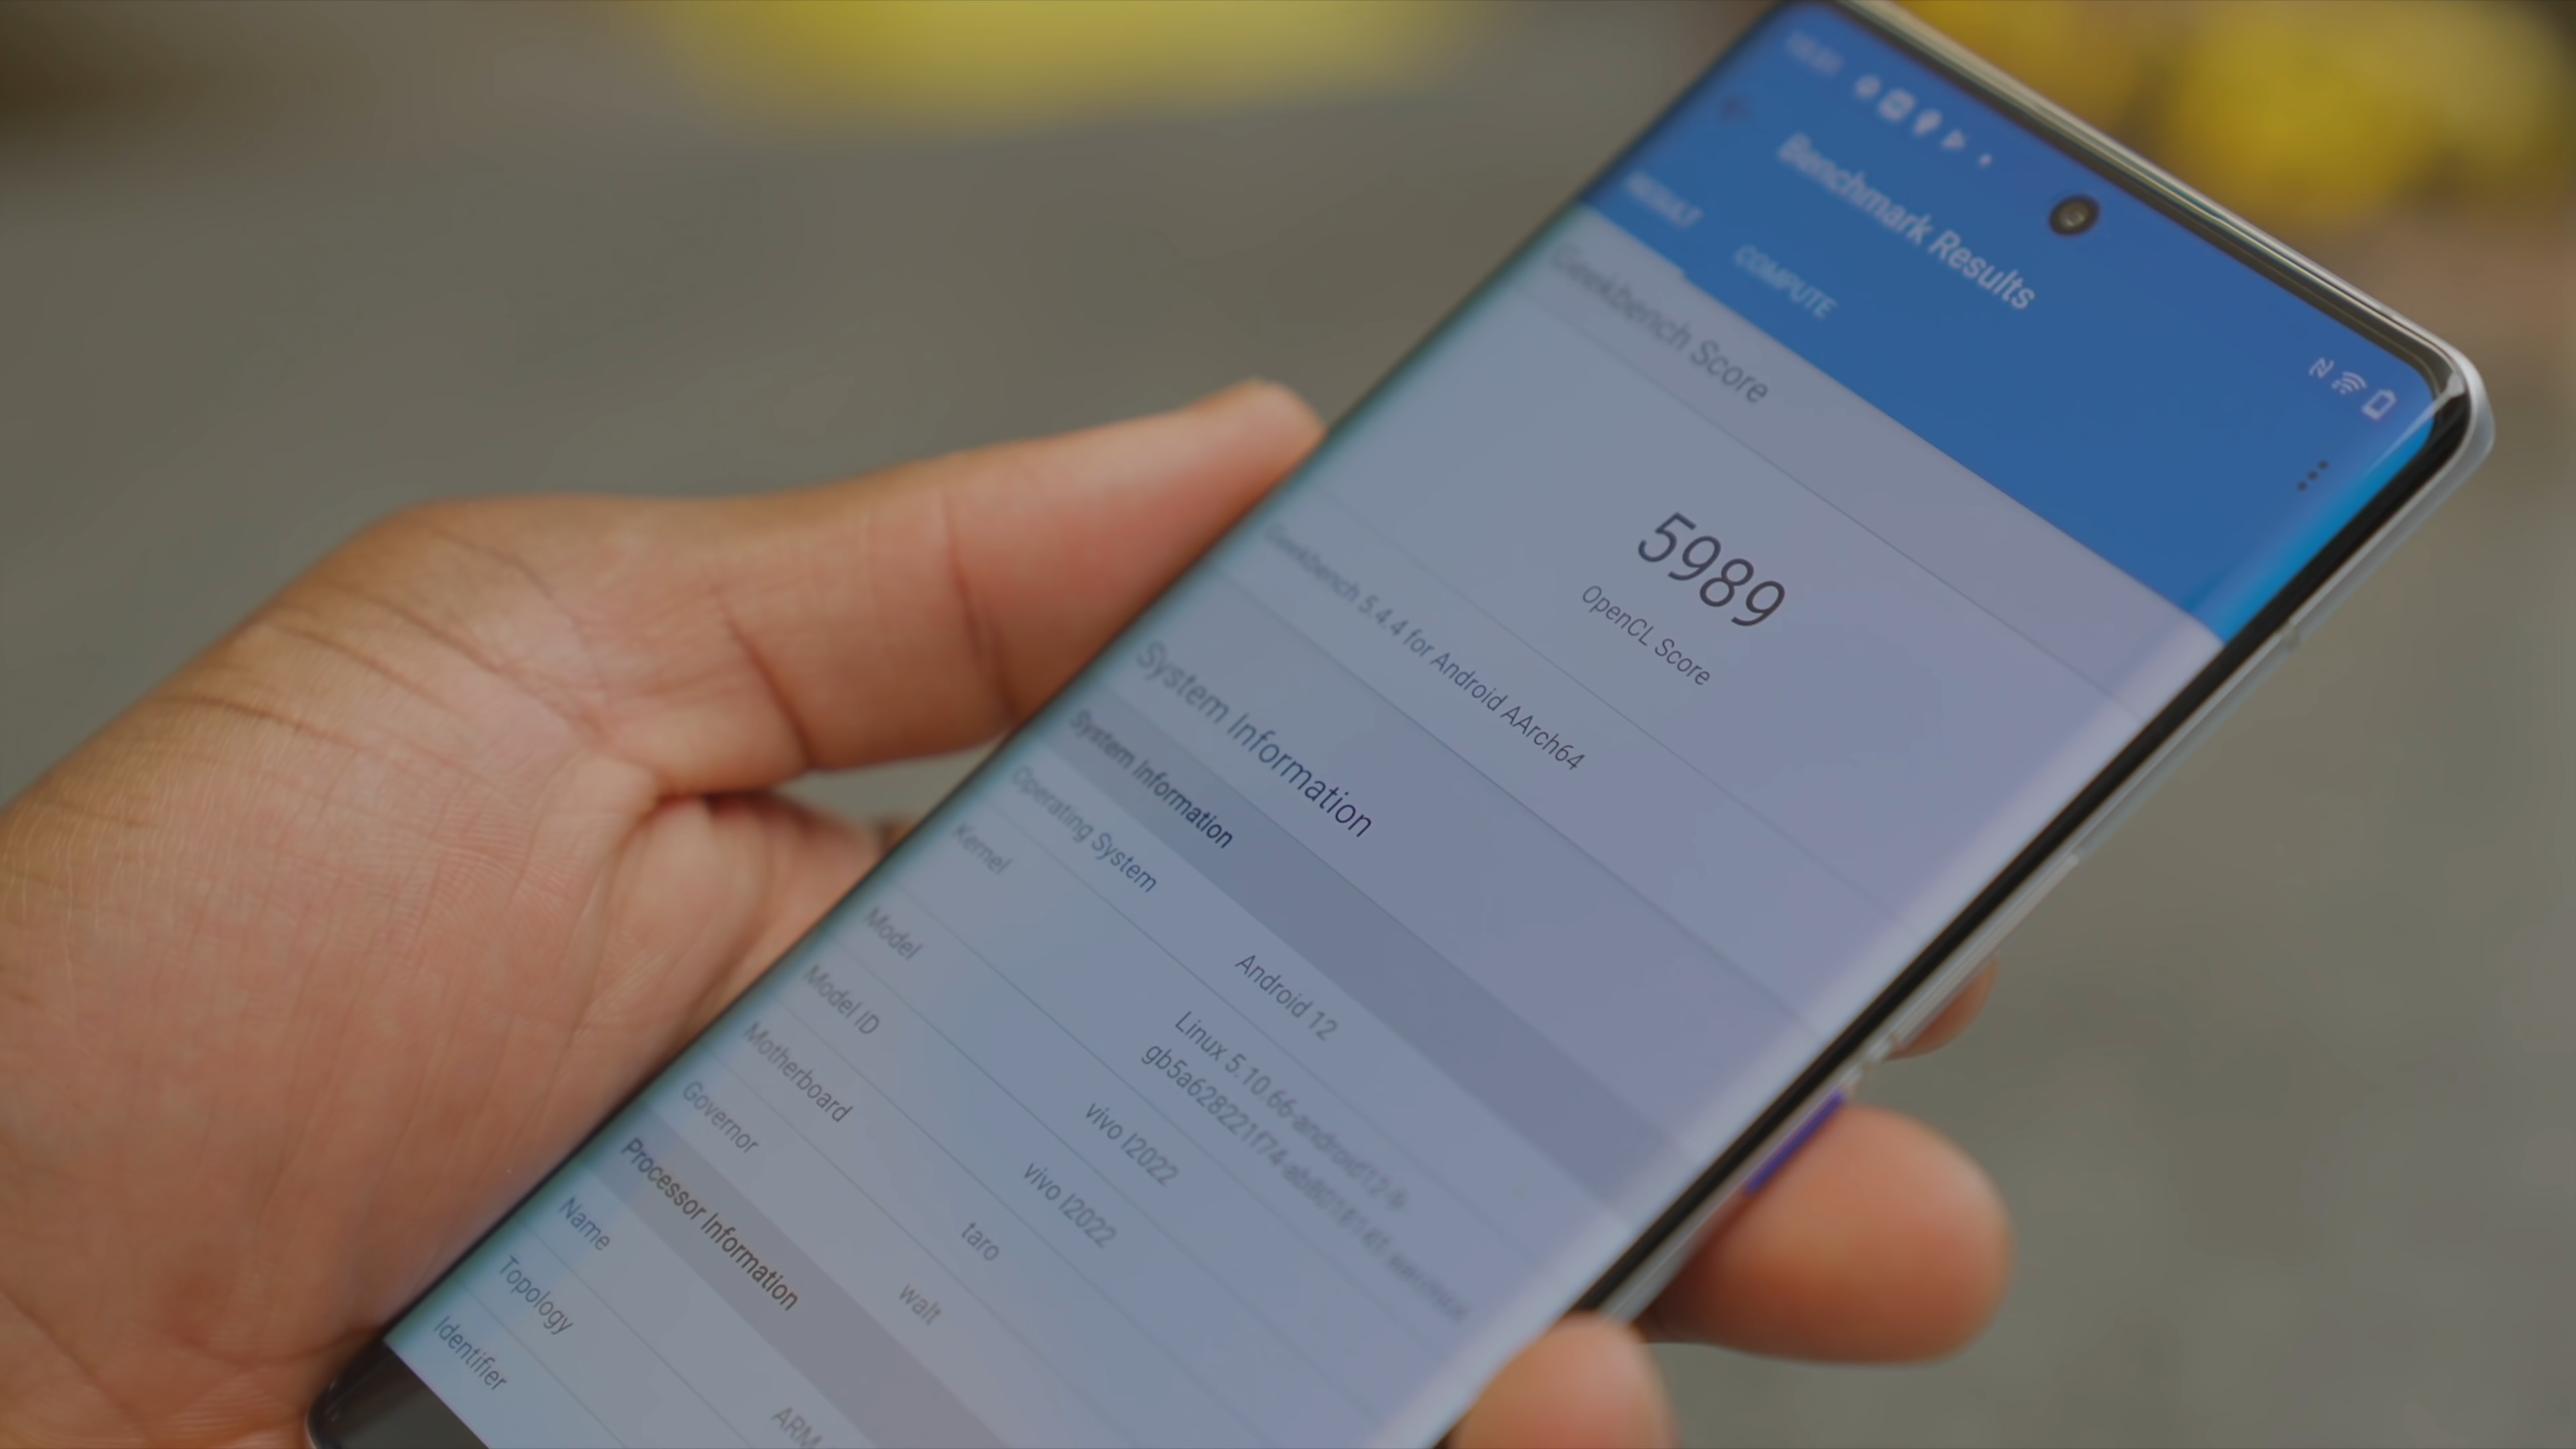 Benchmark Results
RESULT
COMPUTE
Geekbench Score
5989
OpenCL Score
Geekbench 5.4.4 for Android AArch64
System Information
System Information
Operating System
Android 12
Kernel
Linux 5.10.66-android12-9-
Model
vivo I2022
Model ID
vivo I2022
Motherboard
taro
Governor
walt
Processor Information
Name
ARM
Topology
Identifier